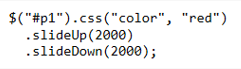 $("#p1").css("color", "red")
  .slideUp(2000)
  .slideDown(2000);